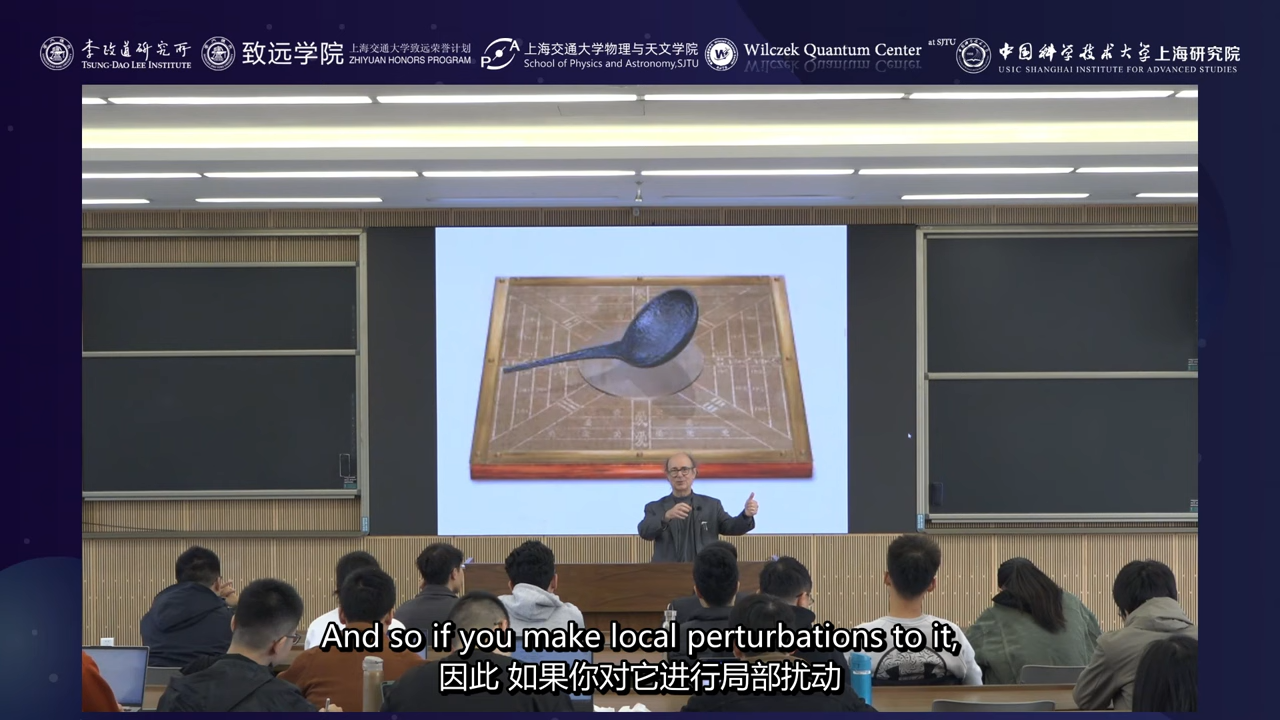 李政道研究所
TSUNG-DAO LEE INSTITUTE
致远学院
上海交通大学致远荣誉计划
ZHIYUAN HONORS PROGRAM
上海交通大学物理与天文学院
School of Physics and Astronomy,SJTU
Wilczek Quantum Center
at SJTU
中国科学技术大学上海研究院
USTC SHANGHAI INSTITUTE FOR ADVANCED STUDIES
And so if you make local perturbations to it,
因此 如果你对它进行局部扰动